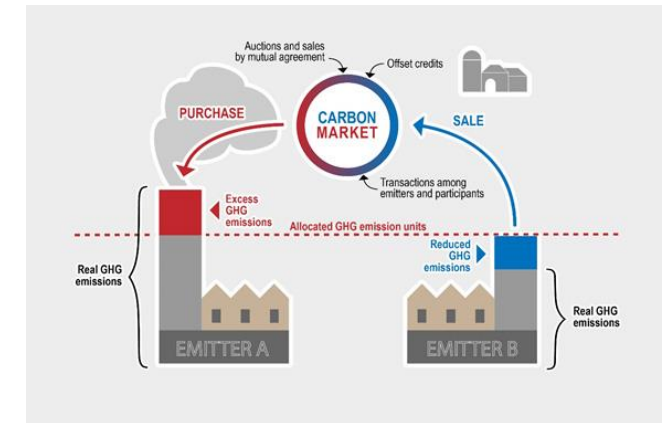 Auctions and sales
by mutual agreement
Offset credits
PURCHASE
CARBON
MARKET
SALE
Transactions among
emitters and participants
Excess
GHG
emissions
Allocated GHG emission units
Reduced
GHG
emissions
Real GHG
emissions
Real GHG
emissions
EMITTER A
EMITTER B